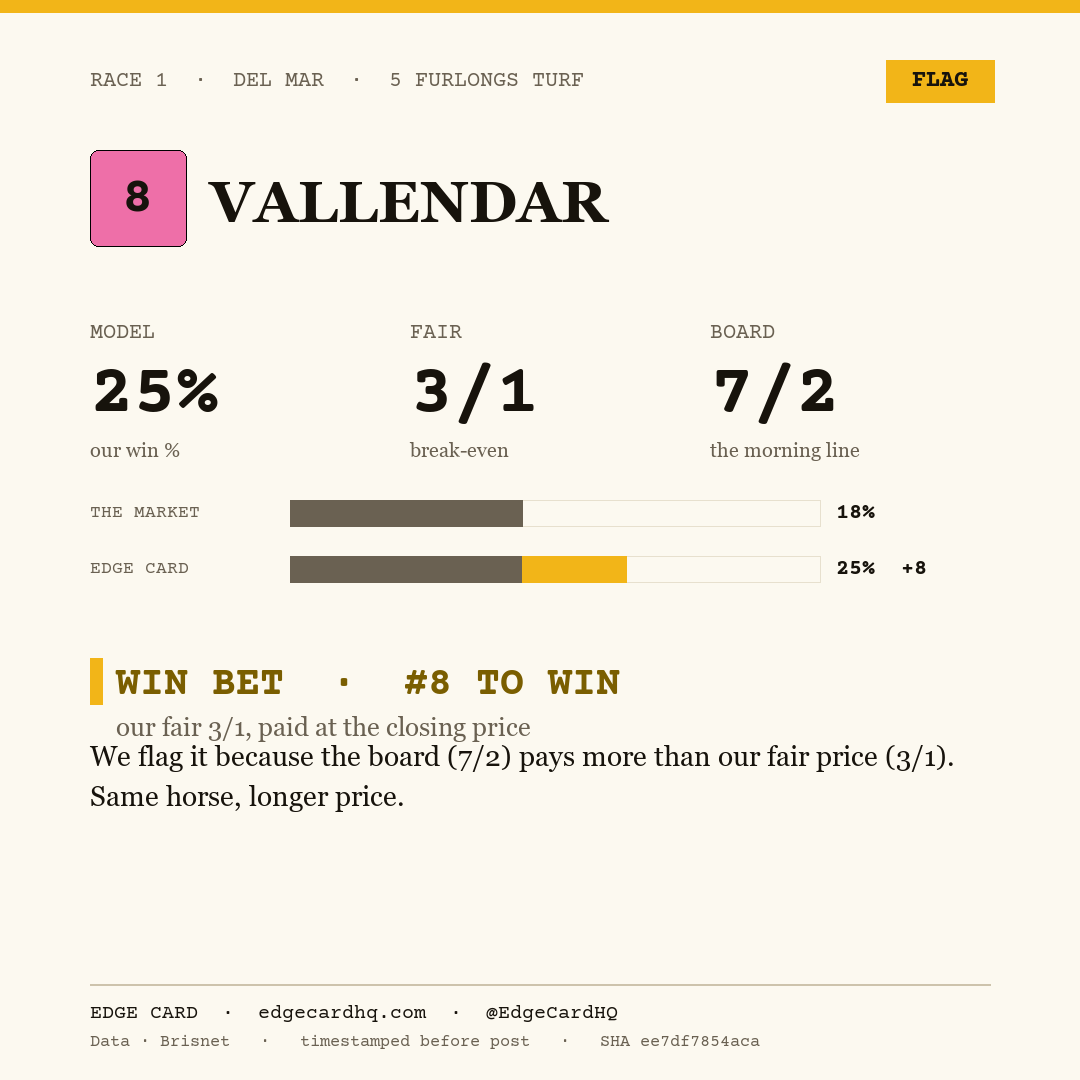 RACE 1 · DEL MAR · 5 FURLONGS TURF
FLAG
8 VALLENDAR
MODEL FAIR BOARD
25% 3/1 7/2
our win % break-even the morning line
THE MARKET 18%
EDGE CARD 25% +8
WIN BET · #8 TO WIN
our fair 3/1, paid at the closing price
We flag it because the board (7/2) pays more than our fair price (3/1).
Same horse, longer price.
EDGE CARD · edgecardhq.com · @EdgeCardHQ
Data · Brisnet · timestamped before post · SHA ee7df7854aca